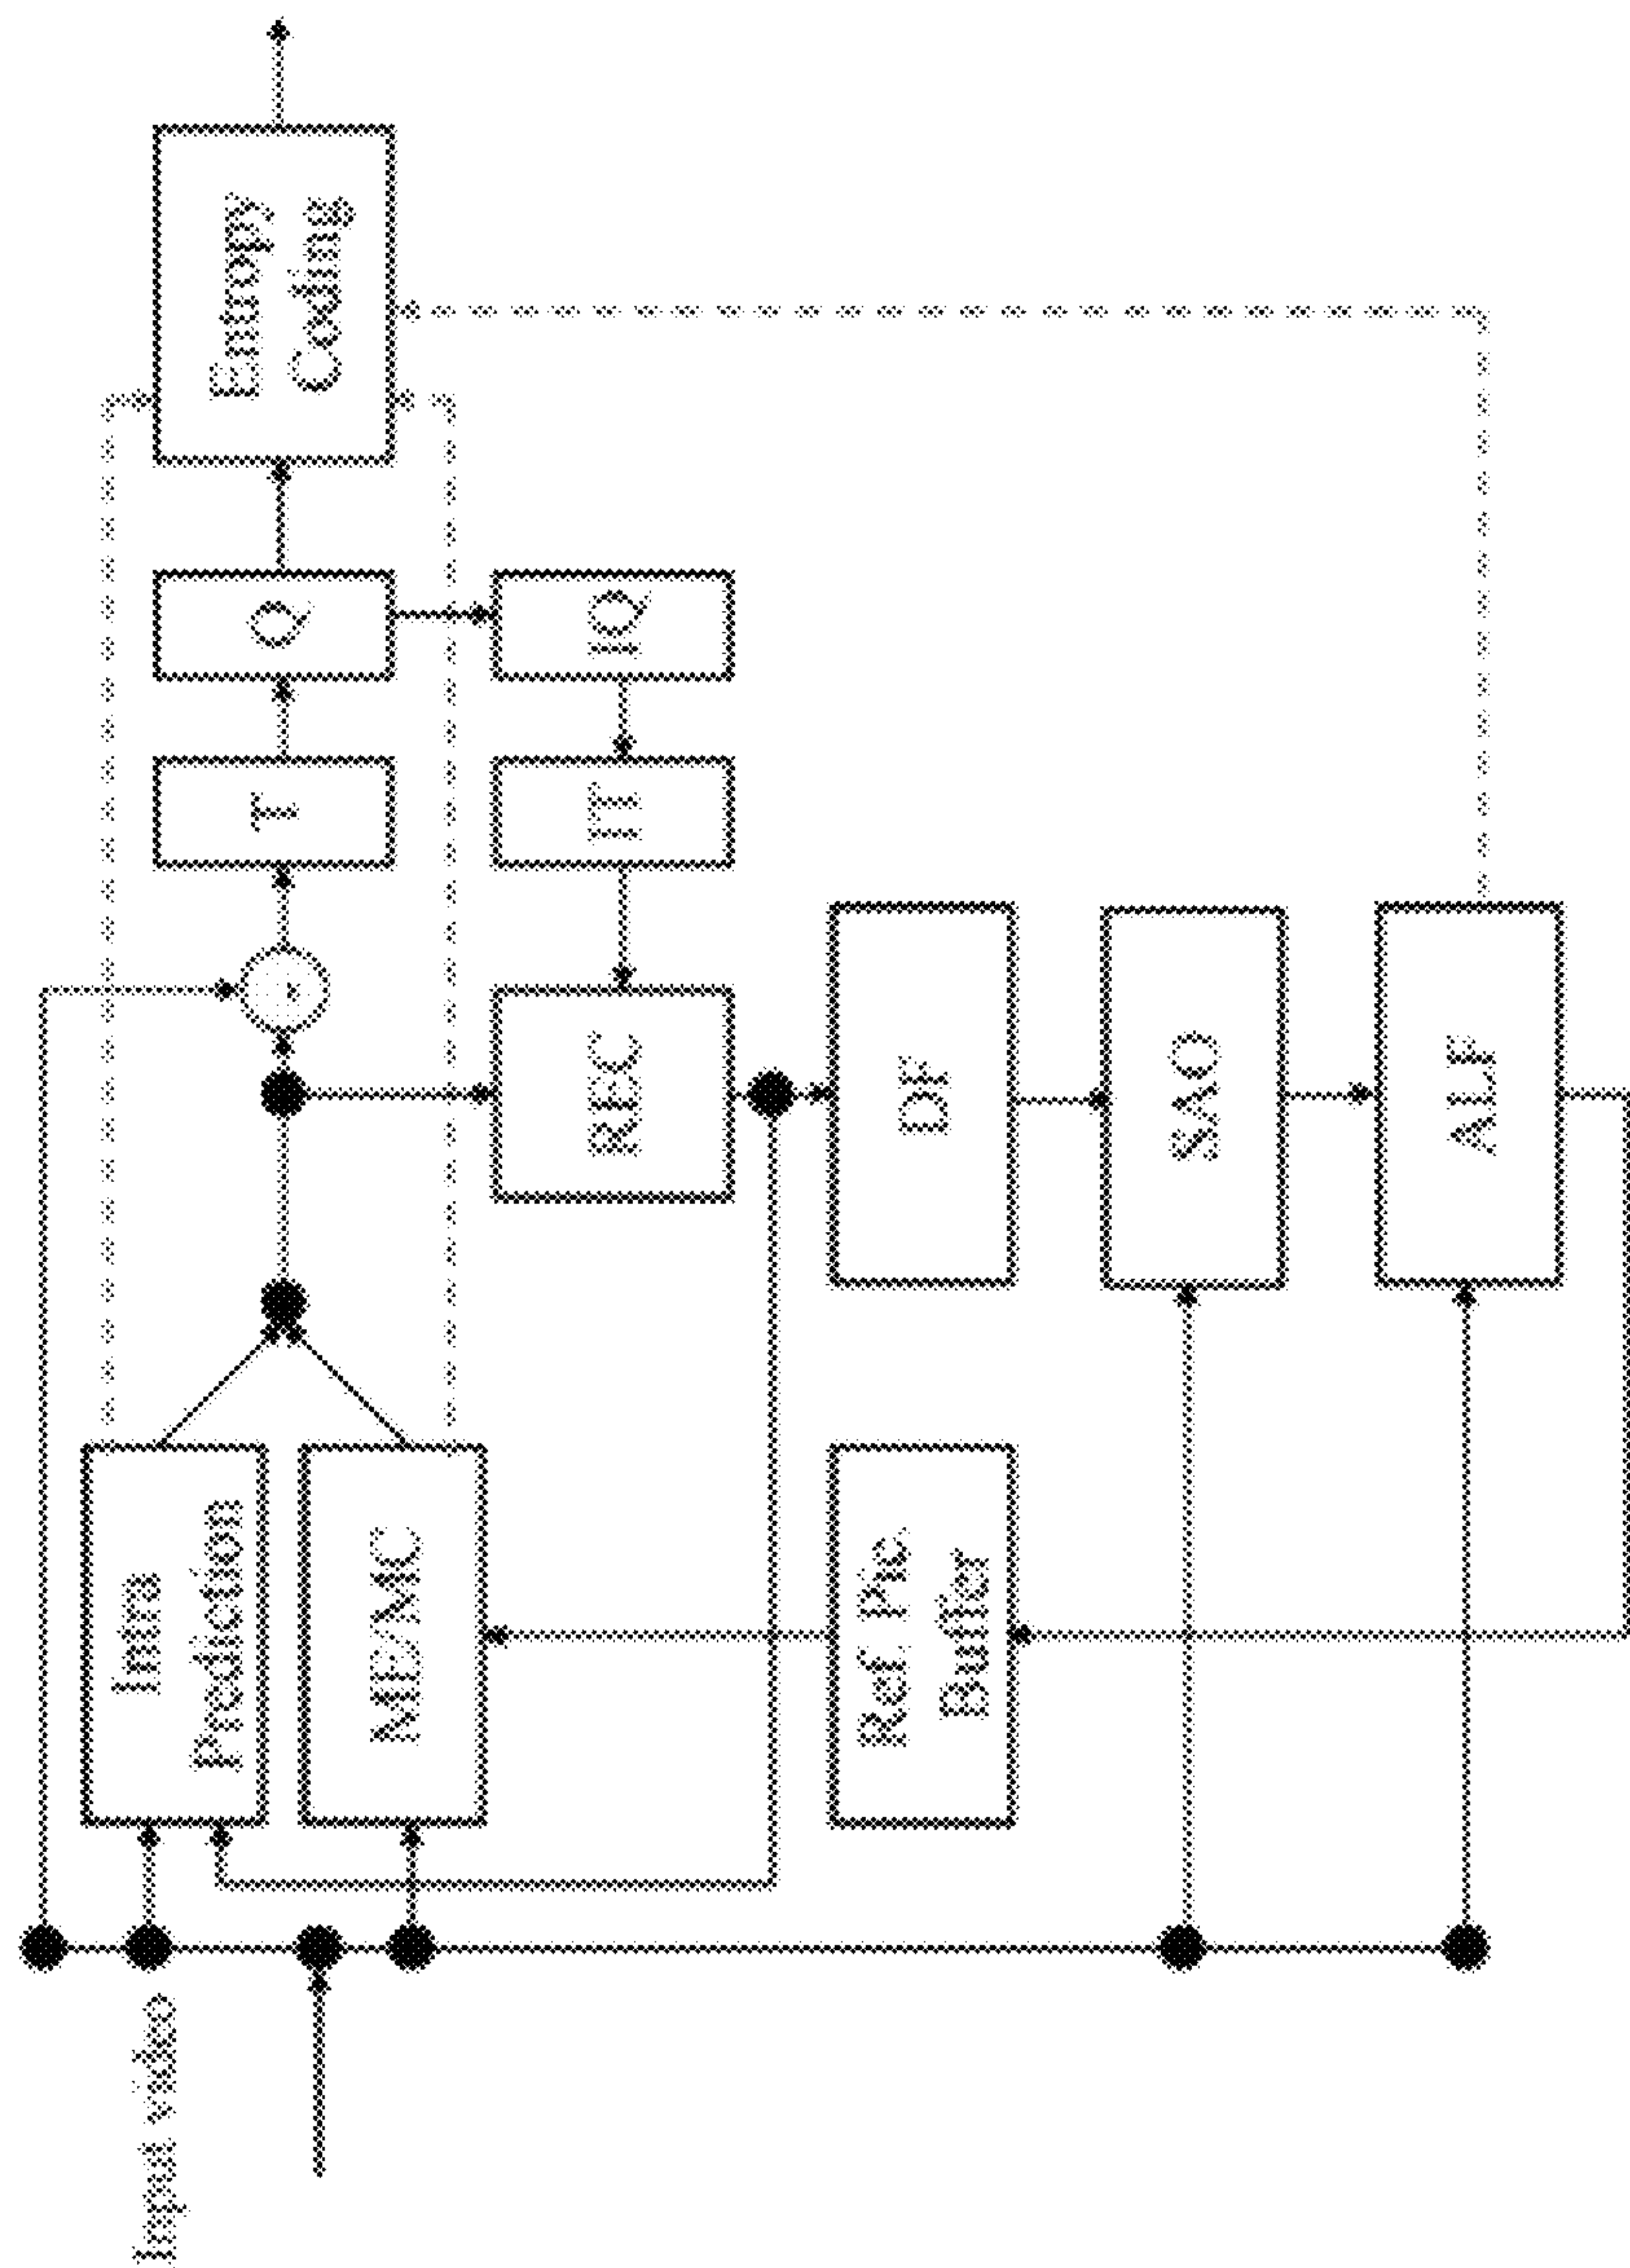 Input video
Intra
Prediction
ME/MC
T
Q
Entropy
Coding
REC
IT
IQ
Ref. Pic.
Buffer
DF
SAO
ALF